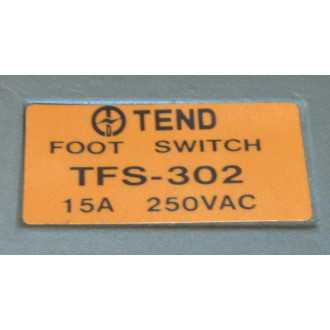 TEND
FOOT SWITCH
TFS-302
15A 250VAC